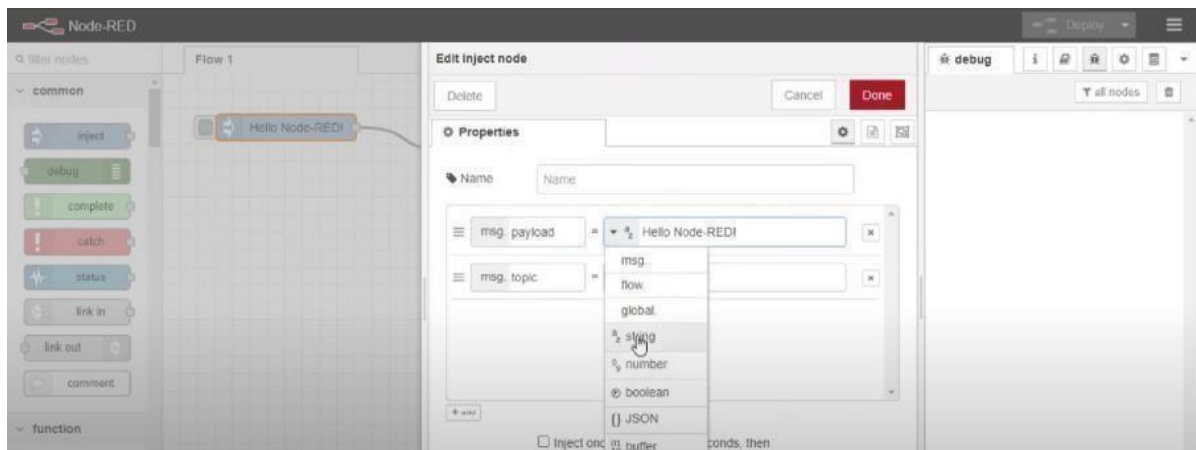 Node-RED
Deploy
filter nodes
Flow 1
Edit inject node
debug
i
common
Delete
Cancel
Done
all nodes
inject
Hello Node-RED!
Properties
debug
Name
Name
complete
msg. payload
=
Hello Node-RED!
catch
msg.
status
msg. topic
=
flow.
link in
global.
link out
string
number
comment
boolean
+ add
{} JSON
function
Inject once
buffer
conds, then